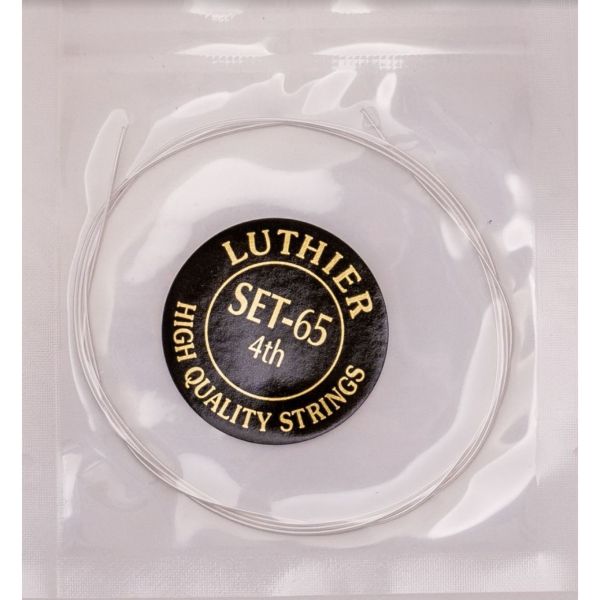 LUTHIER
SET-65
4th
HIGH QUALITY STRINGS